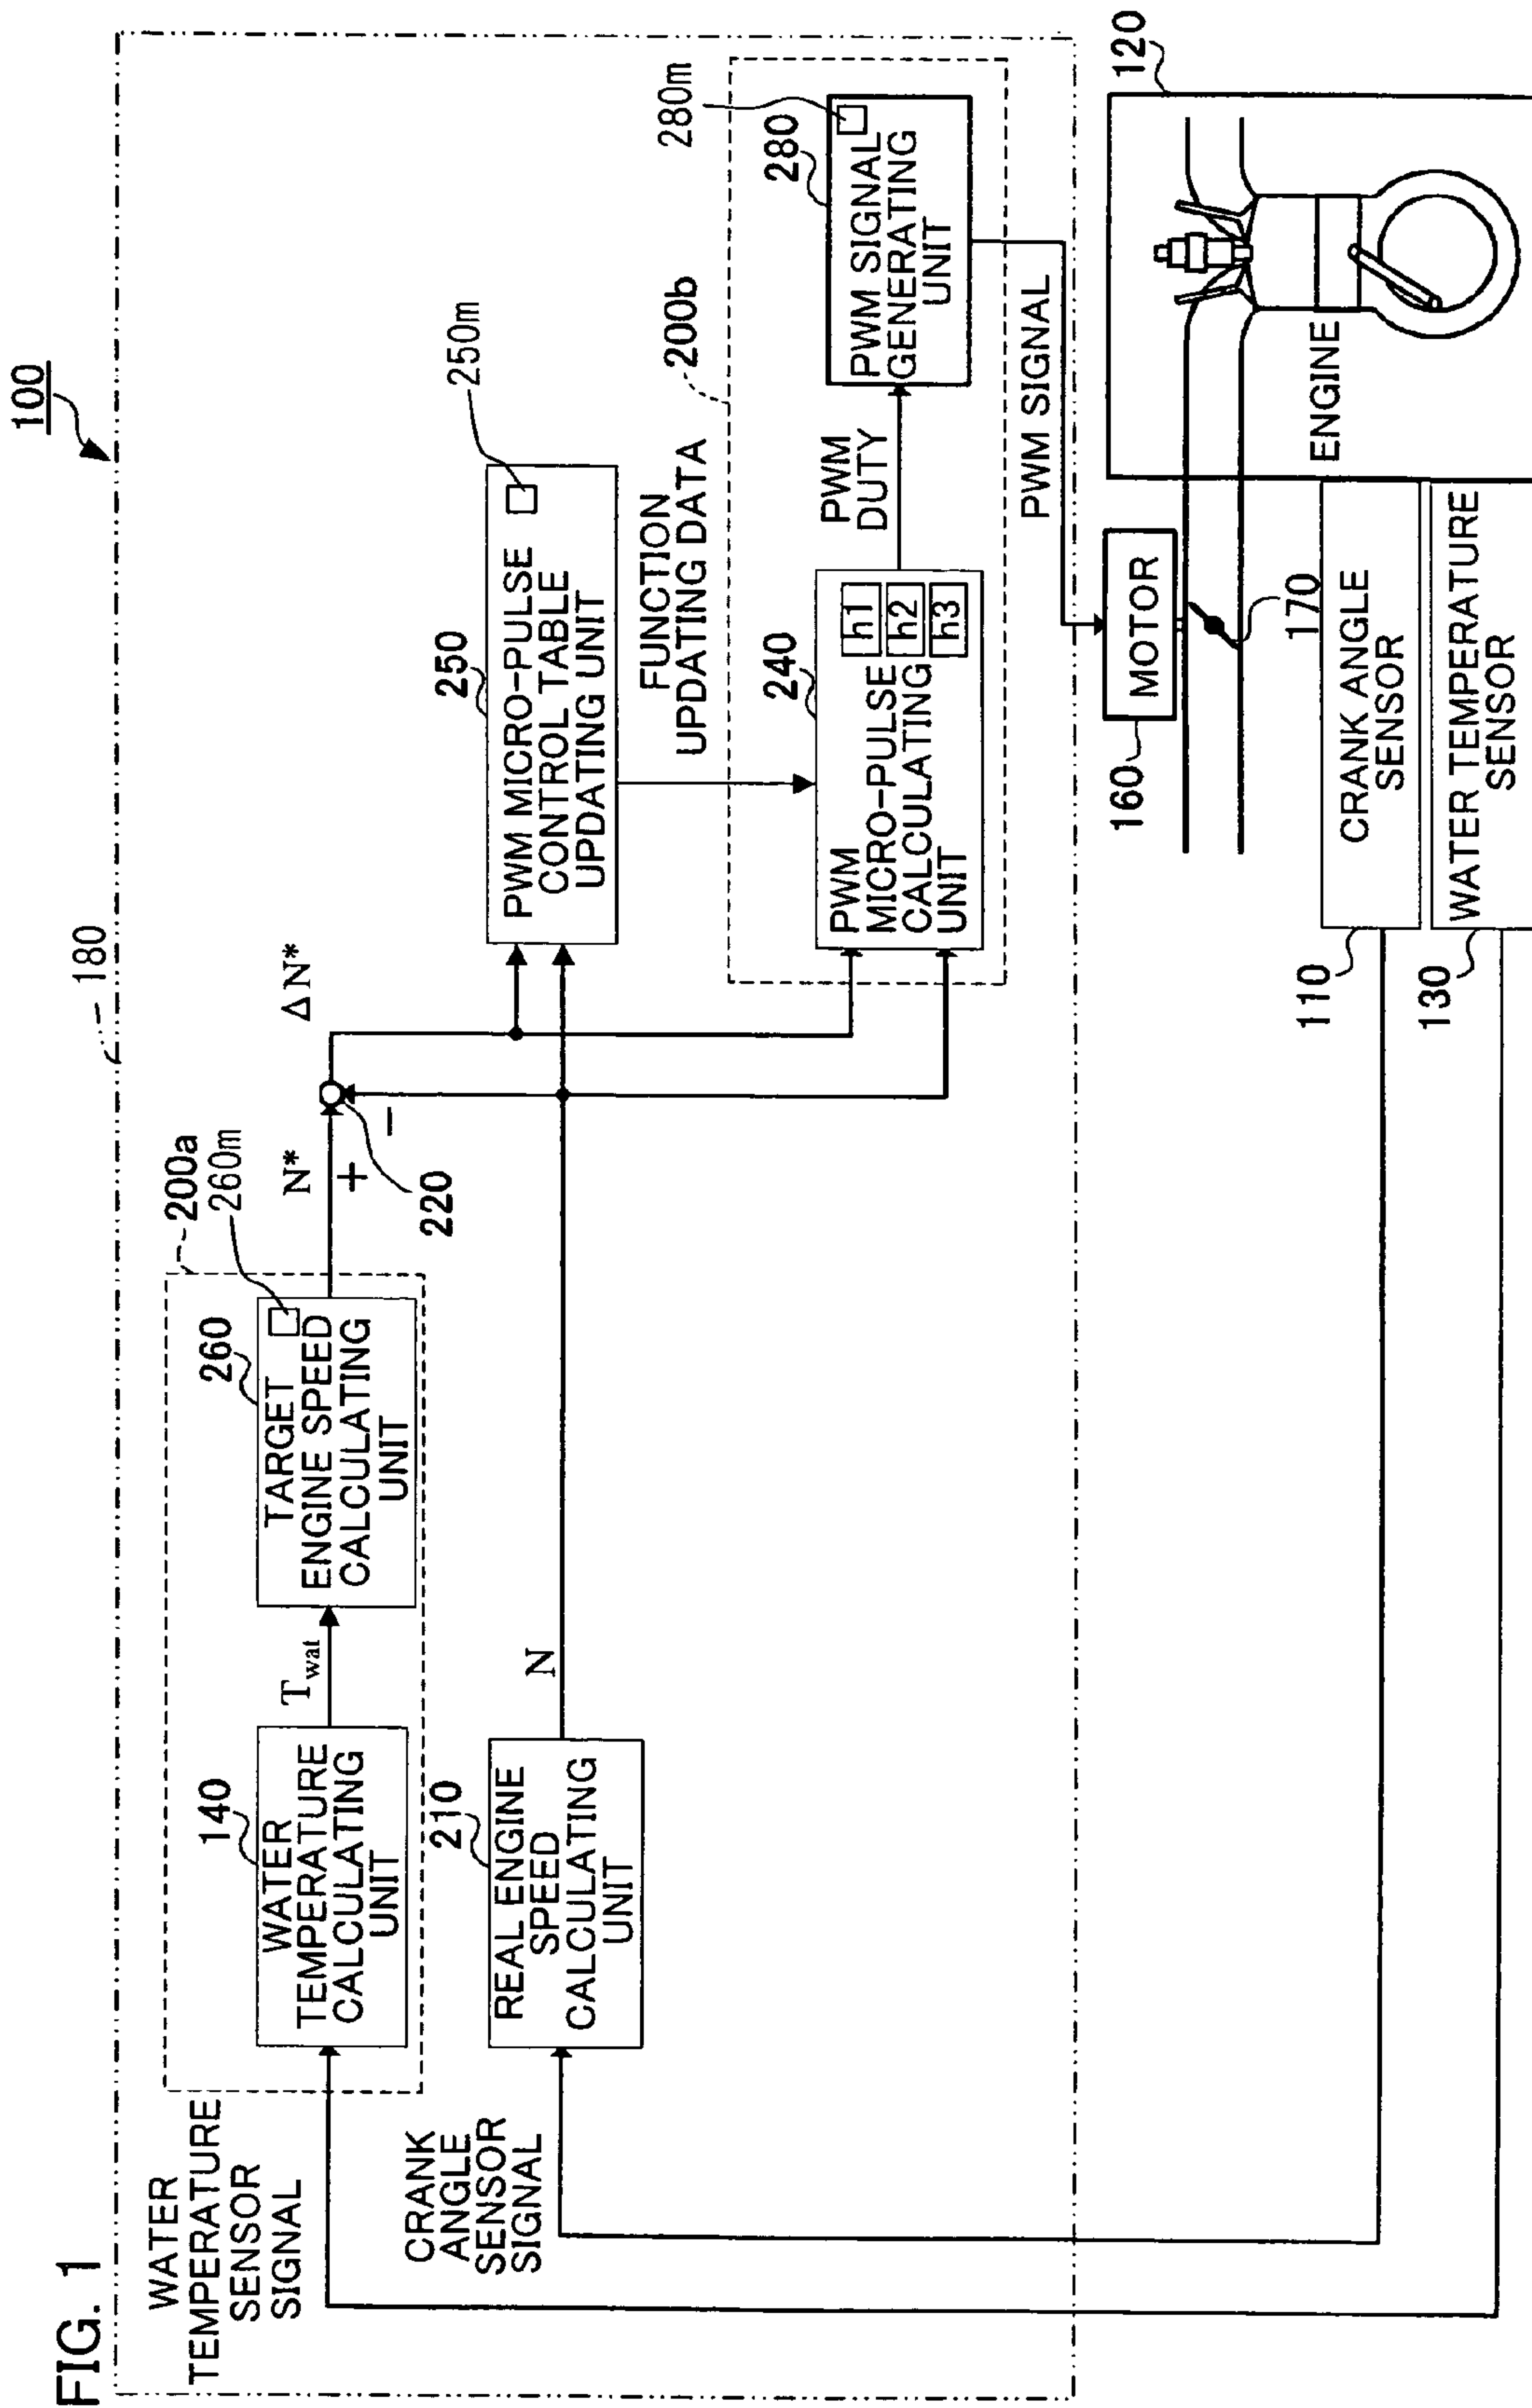 FIG. 1
100
180
WATER
TEMPERATURE
SENSOR
SIGNAL
200a
140
WATER
TEMPERATURE
CALCULATING
UNIT
Twat
260
260m
TARGET
ENGINE SPEED
CALCULATING
UNIT
N*
+
−
220
ΔN*
CRANK
ANGLE
SENSOR
SIGNAL
210
REAL ENGINE
SPEED
CALCULATING
UNIT
N
250
250m
PWM MICRO-PULSE
CONTROL TABLE
UPDATING UNIT
FUNCTION
UPDATING DATA
200b
240
PWM
MICRO-PULSE
CALCULATING
UNIT
h1
h2
h3
PWM
DUTY
280
280m
PWM SIGNAL
GENERATING
UNIT
PWM SIGNAL
160
MOTOR
170
ENGINE
120
110
CRANK ANGLE
SENSOR
130
WATER TEMPERATURE
SENSOR